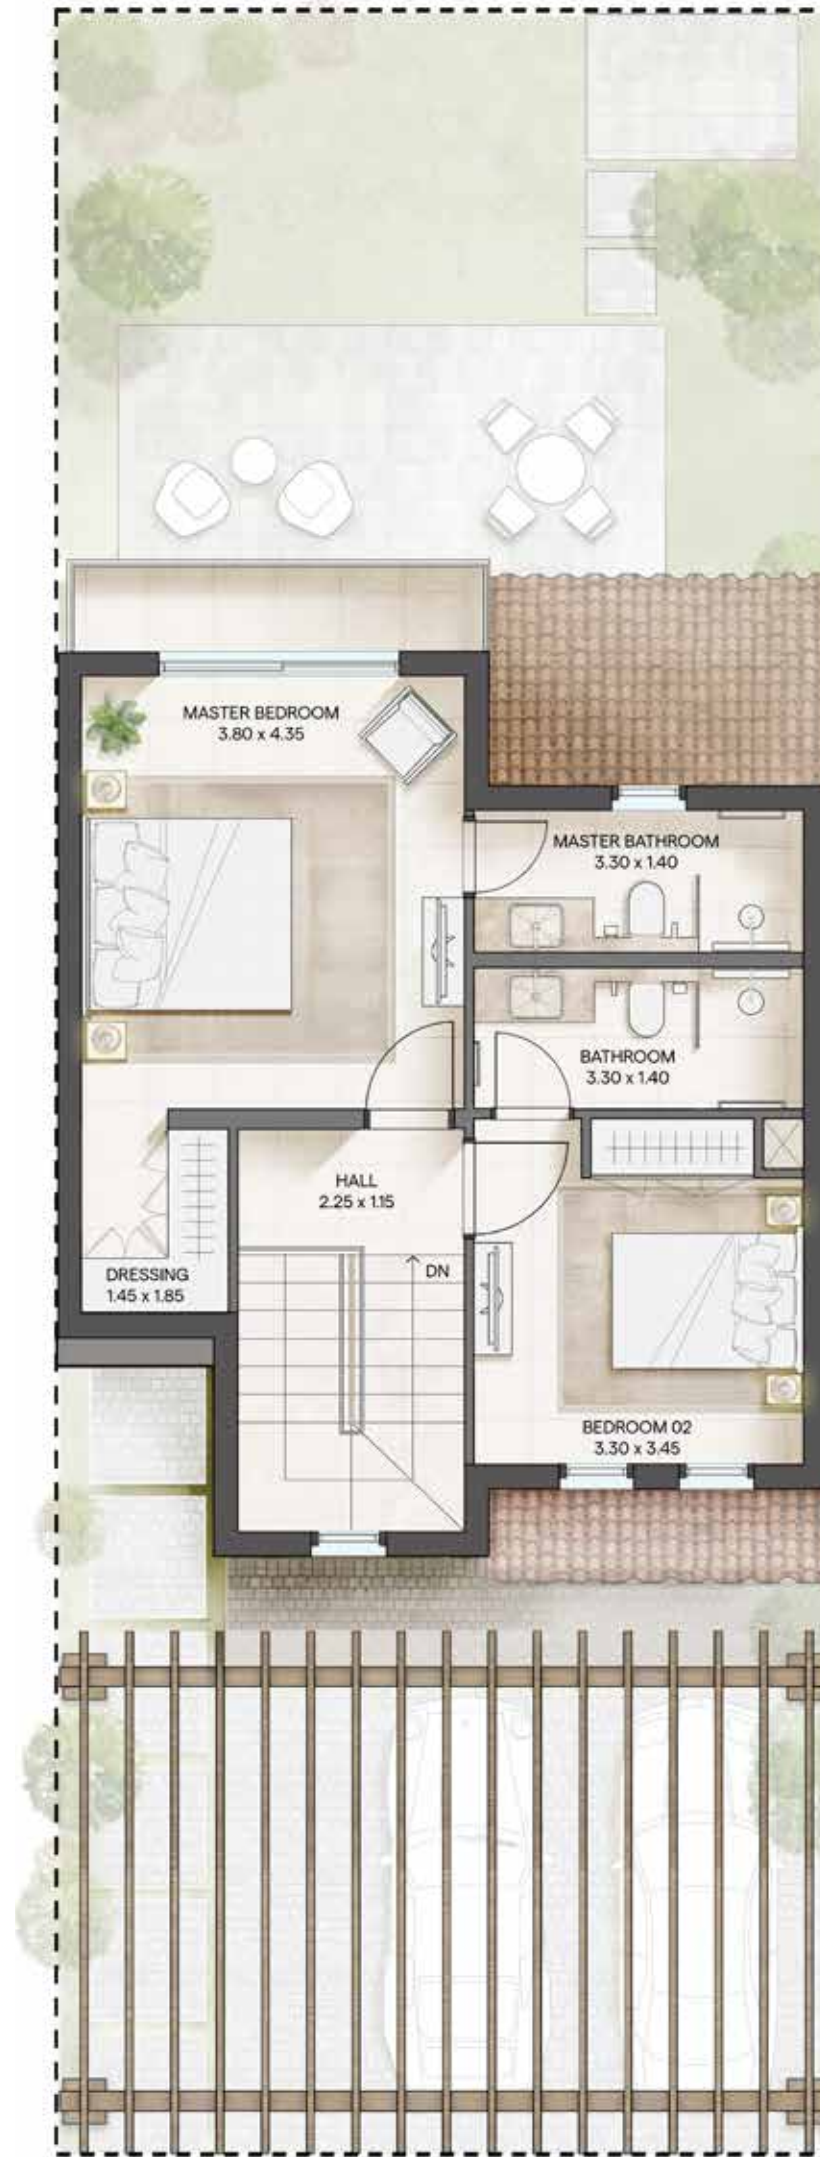 MASTER BEDROOM
3.80 x 4.35
MASTER BATHROOM
3.30 x 1.40
BATHROOM
3.30 x 1.40
HALL
2.25 x 1.15
DN
DRESSING
1.45 x 1.85
BEDROOM 02
3.30 x 3.45